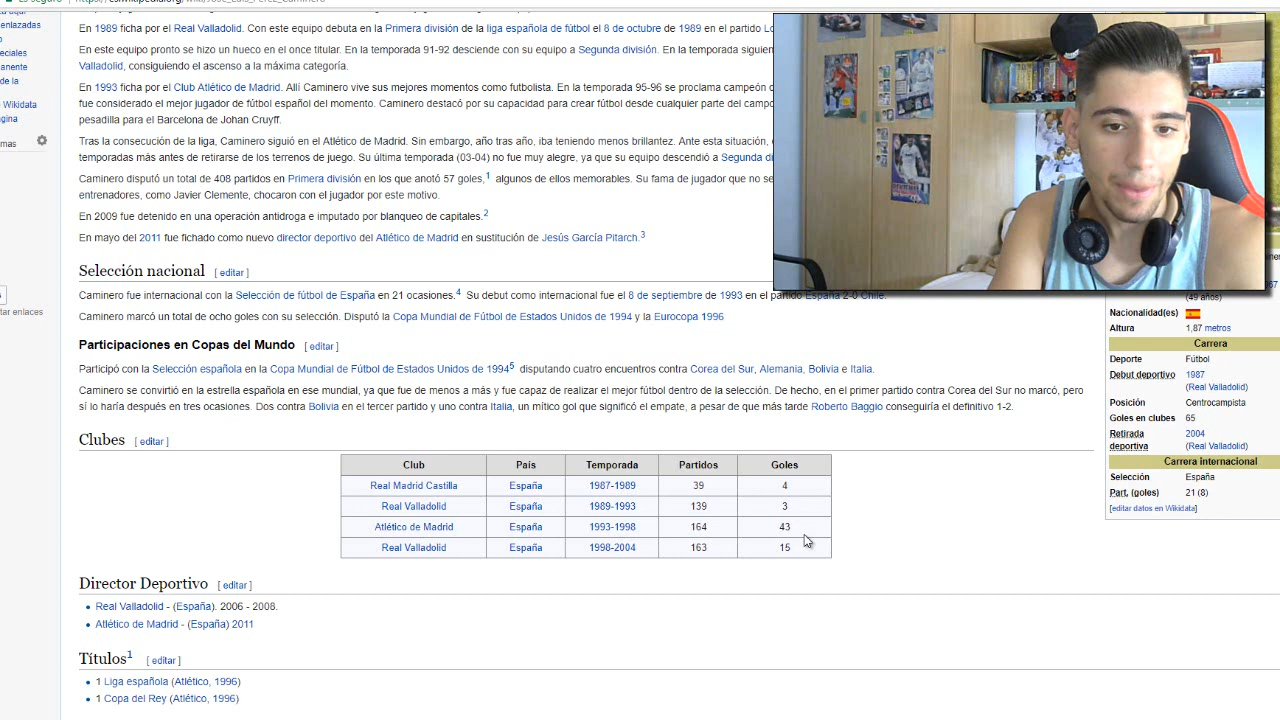 enlazadas
En 1989 ficha por el Real Valladolid. Con este equipo debuta en la Primera división de la liga española de fútbol el 8 de octubre de 1989 en el partido
En este equipo pronto se hizo un hueco en el once titular. En la temporada 91-92 desciende con su equipo a Segunda división. En la temporada siguien
Valladolid, consiguiendo el ascenso a la máxima categoría.
En 1993 ficha por el Club Atlético de Madrid. Allí Caminero vive sus mejores momentos como futbolista. En la temporada 95-96 se proclama campeón
fue considerado el mejor jugador de fútbol español del momento. Caminero destacó por su capacidad para crear fútbol desde cualquier parte del campo
pesadilla para el Barcelona de Johan Cruyff.
Tras la consecución de la liga, Caminero siguió en el Atlético de Madrid. Sin embargo, año tras año, iba teniendo menos brillantez. Ante esta situación,
temporadas más antes de retirarse de los terrenos de juego. Su última temporada (03-04) no fue muy alegre, ya que su equipo descendió a Segunda di
Caminero disputó un total de 408 partidos en Primera división en los que anotó 57 goles,1 algunos de ellos memorables. Su fama de jugador que no se
entrenadores, como Javier Clemente, chocaron con el jugador por este motivo.
En 2009 fue detenido en una operación antidroga e imputado por blanqueo de capitales.2
En mayo del 2011 fue fichado como nuevo director deportivo del Atlético de Madrid en sustitución de Jesús García Pitarch.3
eciales
anente
de la
Wikidata
gina
mas
tar enlaces
Selección nacional [ editar ]
Caminero fue internacional con la Selección de fútbol de España en 21 ocasiones.4 Su debut como internacional fue el 8 de septiembre de 1993 en el partido España 2-0 Chile.
Caminero marcó un total de ocho goles con su selección. Disputó la Copa Mundial de Fútbol de Estados Unidos de 1994 y la Eurocopa 1996
Participaciones en Copas del Mundo [ editar ]
Participó con la Selección española en la Copa Mundial de Fútbol de Estados Unidos de 19945 disputando cuatro encuentros contra Corea del Sur, Alemania, Bolivia e Italia.
Caminero se convirtió en la estrella española en ese mundial, ya que fue de menos a más y fue capaz de realizar el mejor fútbol dentro de la selección. De hecho, en el primer partido contra Corea del Sur no marcó, pero
sí lo haría después en tres ocasiones. Dos contra Bolivia en el tercer partido y uno contra Italia, un mítico gol que significó el empate, a pesar de que más tarde Roberto Baggio conseguiría el definitivo 1-2.
Clubes [ editar ]
Club País Temporada Partidos Goles
Real Madrid Castilla España 1987-1989 39 4
Real Valladolid España 1989-1993 139 3
Atlético de Madrid España 1993-1998 164 43
Real Valladolid España 1998-2004 163 15
Director Deportivo [ editar ]
Real Valladolid - (España). 2006 - 2008.
Atlético de Madrid - (España) 2011
Títulos1 [ editar ]
1 Liga española (Atlético, 1996)
1 Copa del Rey (Atlético, 1996)
(49 años)
Nacionalidad(es)
Altura 1,87 metros
Carrera
Deporte Fútbol
Debut deportivo 1987
(Real Valladolid)
Posición Centrocampista
Goles en clubes 65
Retirada 2004
deportiva (Real Valladolid)
Carrera internacional
Selección España
Part. (goles) 21 (8)
[editar datos en Wikidata]